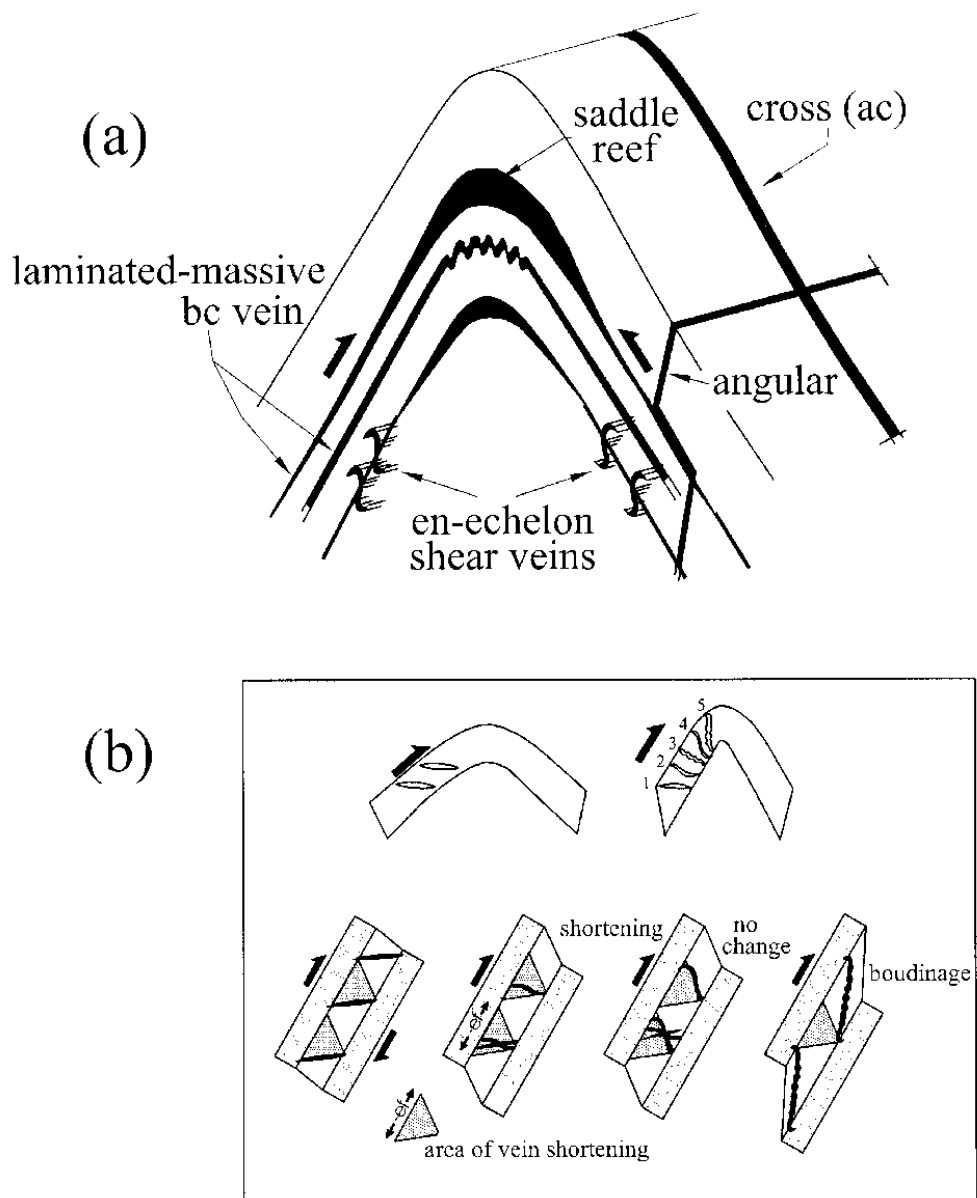 (a)
saddle
reef
cross (ac)
laminated-massive
bc vein
angular
en-echelon
shear veins
(b)
5
4
3
2
1
shortening
no
change
boudinage
ef
ef
ef
area of vein shortening